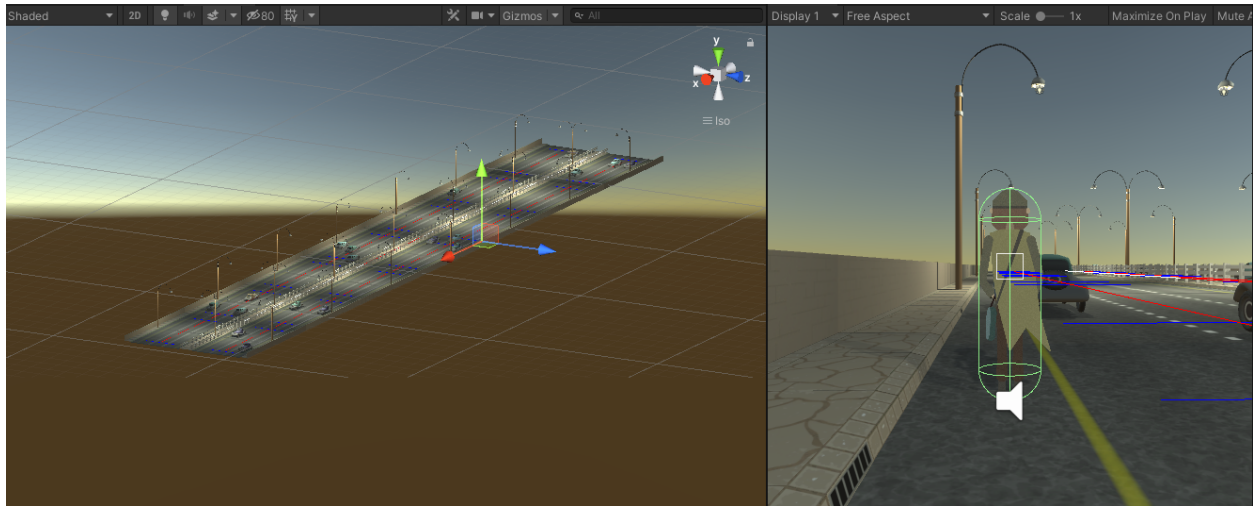 Shaded 2D 80 Gizmos All
y
x z
Iso
Display 1 Free Aspect Scale 1x Maximize On Play Mute